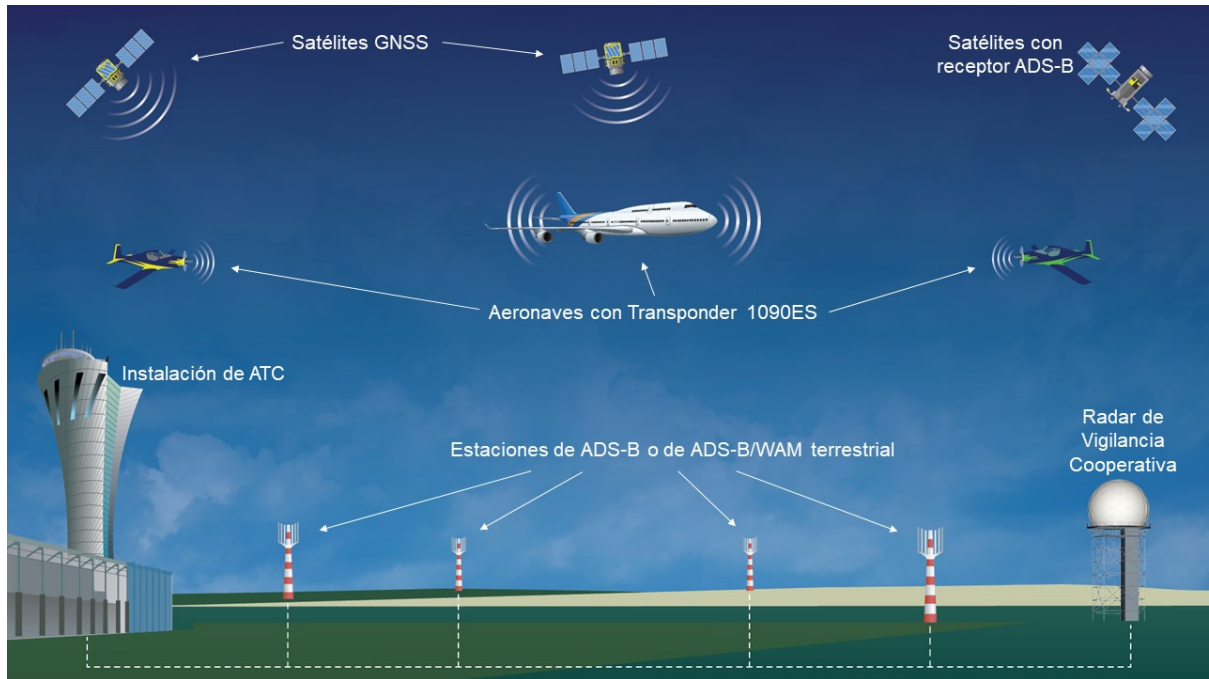 Satélites GNSS
Satélites con
receptor ADS-B
Aeronaves con Transponder 1090ES
Instalación de ATC
Estaciones de ADS-B o de ADS-B/WAM terrestrial
Radar de
Vigilancia
Cooperativa